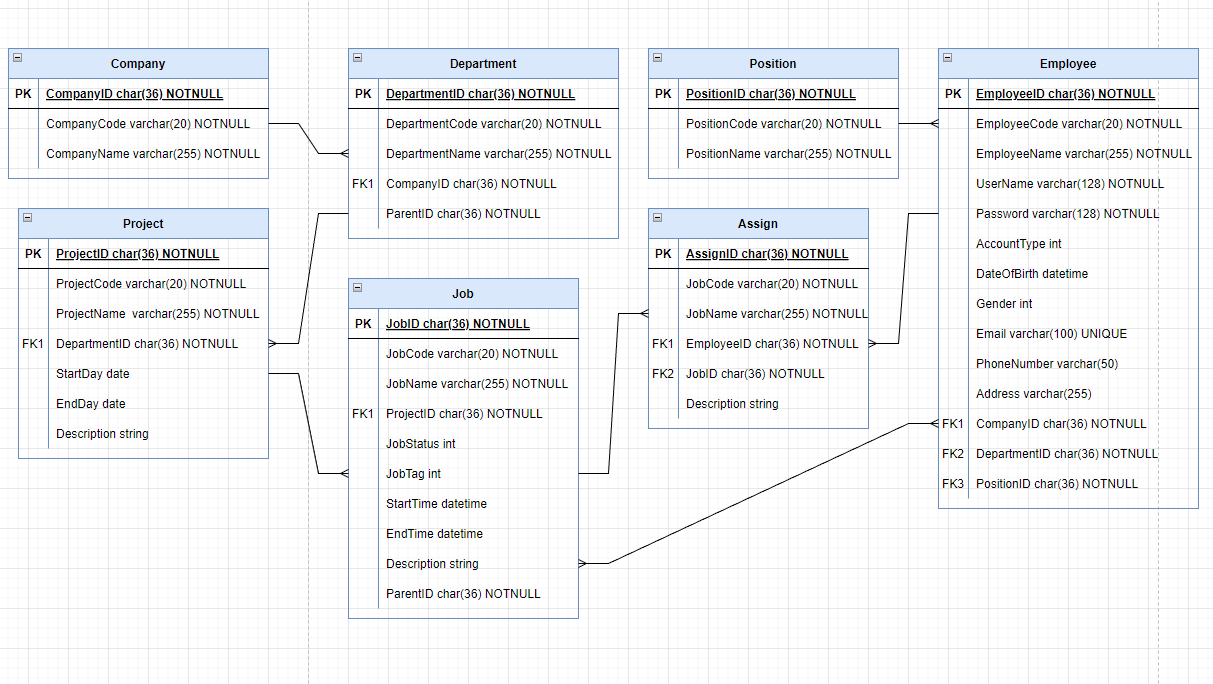 Company
PK CompanyID char(36) NOTNULL
CompanyCode varchar(20) NOTNULL
CompanyName varchar(255) NOTNULL
Department
PK DepartmentID char(36) NOTNULL
DepartmentCode varchar(20) NOTNULL
DepartmentName varchar(255) NOTNULL
FK1 CompanyID char(36) NOTNULL
ParentID char(36) NOTNULL
Position
PK PositionID char(36) NOTNULL
PositionCode varchar(20) NOTNULL
PositionName varchar(255) NOTNULL
Employee
PK EmployeeID char(36) NOTNULL
EmployeeCode varchar(20) NOTNULL
EmployeeName varchar(255) NOTNULL
UserName varchar(128) NOTNULL
Password varchar(128) NOTNULL
AccountType int
DateOfBirth datetime
Gender int
Email varchar(100) UNIQUE
PhoneNumber varchar(50)
Address varchar(255)
FK1 CompanyID char(36) NOTNULL
FK2 DepartmentID char(36) NOTNULL
FK3 PositionID char(36) NOTNULL
Project
PK ProjectID char(36) NOTNULL
ProjectCode varchar(20) NOTNULL
ProjectName varchar(255) NOTNULL
FK1 DepartmentID char(36) NOTNULL
StartDay date
EndDay date
Description string
Job
PK JobID char(36) NOTNULL
JobCode varchar(20) NOTNULL
JobName varchar(255) NOTNULL
FK1 ProjectID char(36) NOTNULL
JobStatus int
JobTag int
StartTime datetime
EndTime datetime
Description string
ParentID char(36) NOTNULL
Assign
PK AssignID char(36) NOTNULL
JobCode varchar(20) NOTNULL
JobName varchar(255) NOTNULL
FK1 EmployeeID char(36) NOTNULL
FK2 JobID char(36) NOTNULL
Description string